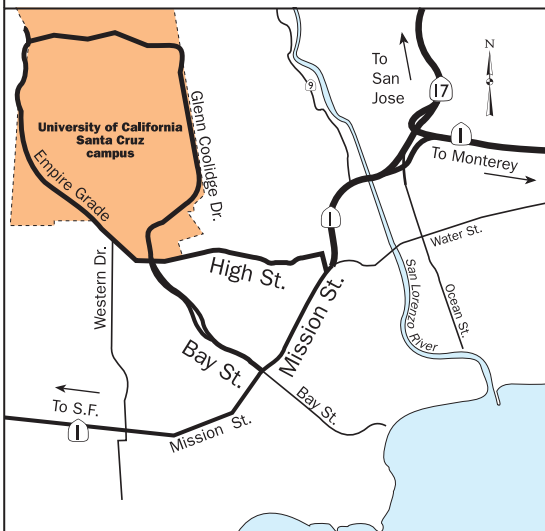 To
San
Jose
N
9
17
1
To Monterey
University of California
Santa Cruz
campus
Glenn Coolidge Dr.
Empire Grade
1
Water St.
High St.
Western Dr.
San Lorenzo River
Ocean St.
Mission St.
Bay St.
To S.F.
1
Bay St.
Mission St.